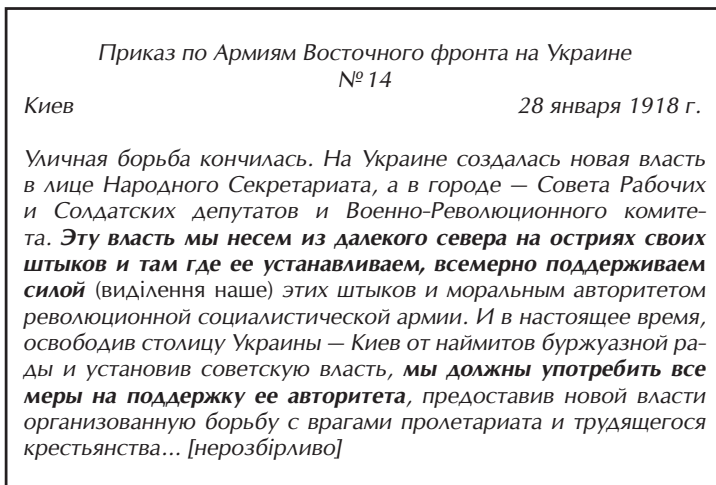 Приказ по Армиям Восточного фронта на Украине
№ 14
Киев 28 января 1918 г.
Уличная борьба кончилась. На Украине создалась новая власть
в лице Народного Секретариата, а в городе — Совета Рабочих
и Солдатских депутатов и Военно-Революционного комите-
та. Эту власть мы несем из далекого севера на остриях своих
штыков и там где ее устанавливаем, всемерно поддерживаем
силой (виділення наше) этих штыков и моральным авторитетом
революционной социалистической армии. И в настоящее время,
освободив столицу Украины — Киев от наймитов буржуазной ра-
ды и установив советскую власть, мы должны употребить все
меры на поддержку ее авторитета, предоставив новой власти
организованную борьбу с врагами пролетариата и трудящегося
крестьянства... [нерозбірливо]